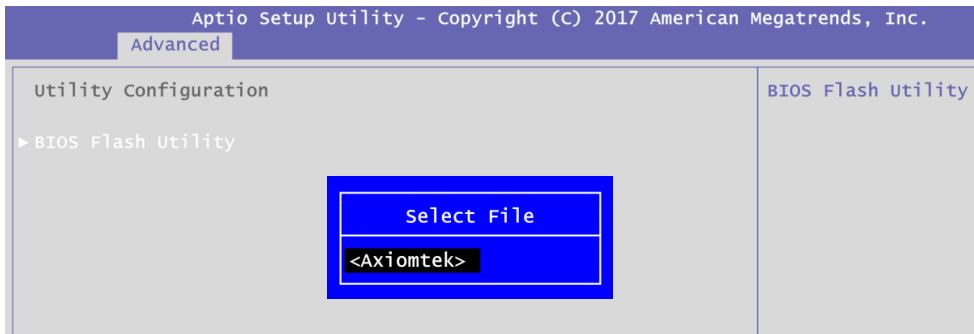 Aptio Setup Utility - Copyright (C) 2017 American Megatrends, Inc.
Advanced
Utility Configuration
BIOS Flash Utility
► BIOS Flash Utility
Select File
<Axiomtek>